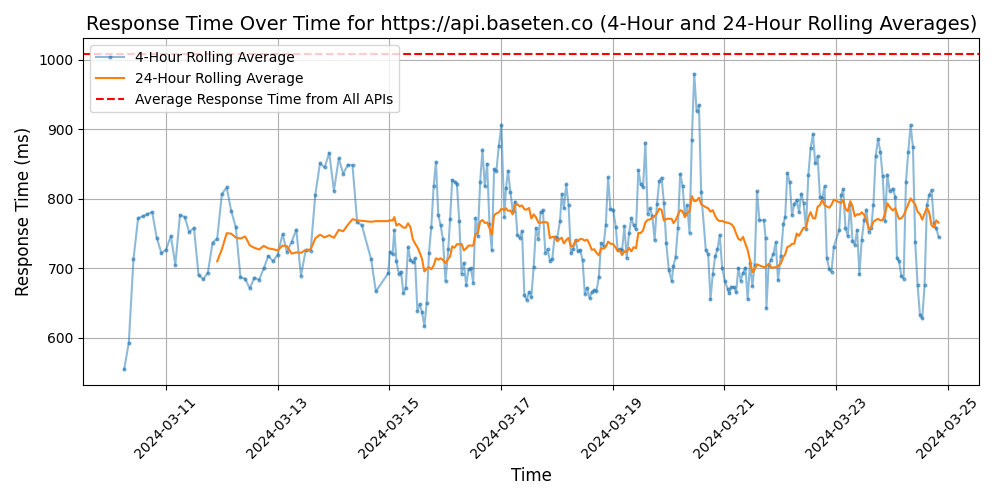 Response Time Over Time for https://api.baseten.co (4-Hour and 24-Hour Rolling Averages)
4-Hour Rolling Average
24-Hour Rolling Average
Average Response Time from All APIs
Response Time (ms)
1000
900
800
700
600
2024-03-11
2024-03-13
2024-03-15
2024-03-17
2024-03-19
2024-03-21
2024-03-23
2024-03-25
Time